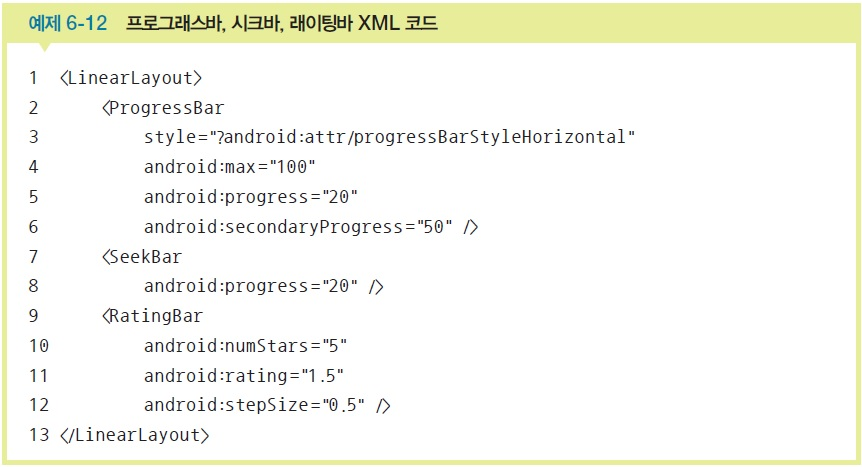 예제 6-12 프로그래스바, 시크바, 래이팅바 XML 코드
1 <LinearLayout>
2 <ProgressBar
3 style="?android:attr/progressBarStyleHorizontal"
4 android:max="100"
5 android:progress="20"
6 android:secondaryProgress="50" />
7 <SeekBar
8 android:progress="20" />
9 <RatingBar
10 android:numStars="5"
11 android:rating="1.5"
12 android:stepSize="0.5" />
13 </LinearLayout>